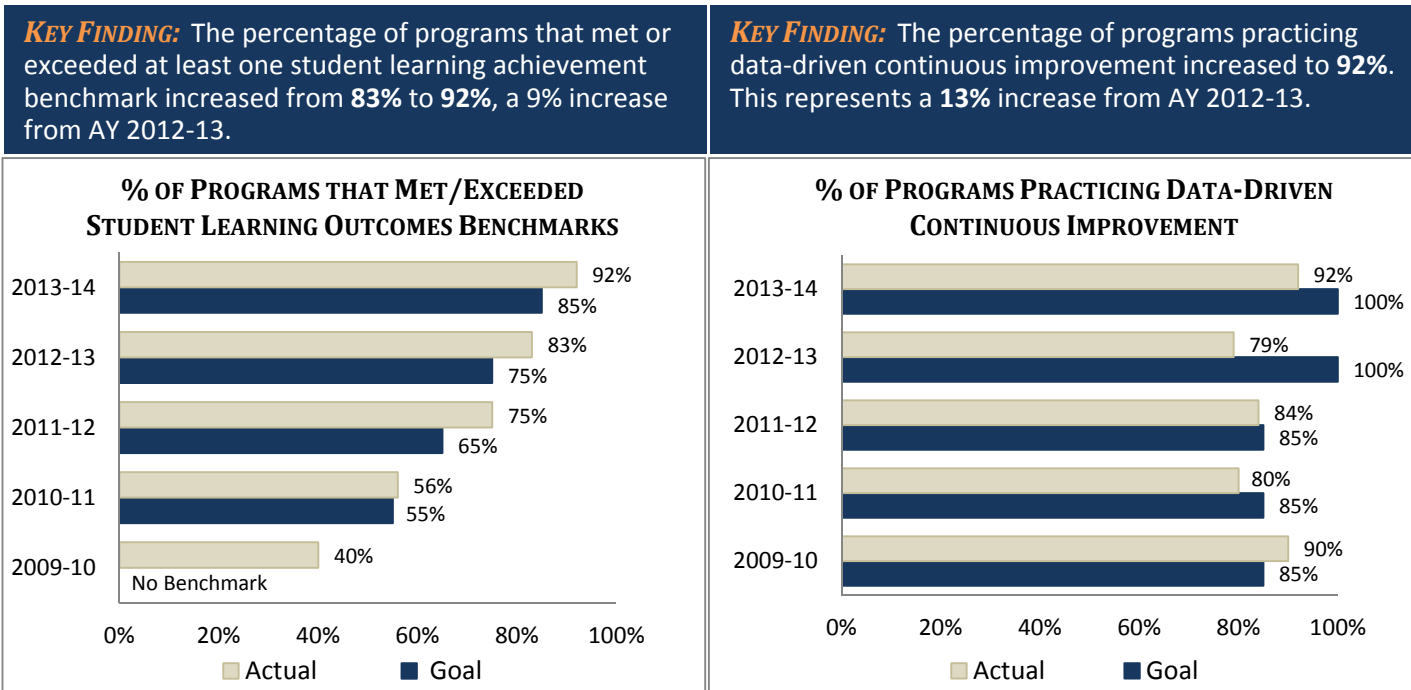 KEY FINDING: The percentage of programs that met or
exceeded at least one student learning achievement
benchmark increased from 83% to 92%, a 9% increase
from AY 2012-13.
KEY FINDING: The percentage of programs practicing
data-driven continuous improvement increased to 92%.
This represents a 13% increase from AY 2012-13.
% OF PROGRAMS THAT MET/EXCEEDED
STUDENT LEARNING OUTCOMES BENCHMARKS
2013-14
92%
85%
2012-13
83%
75%
2011-12
75%
65%
2010-11
56%
55%
2009-10
40%
No Benchmark
0% 20% 40% 60% 80% 100%
Actual Goal
% OF PROGRAMS PRACTICING DATA-DRIVEN
CONTINUOUS IMPROVEMENT
2013-14
92%
100%
2012-13
79%
100%
2011-12
84%
85%
2010-11
80%
85%
2009-10
90%
85%
0% 20% 40% 60% 80% 100%
Actual Goal